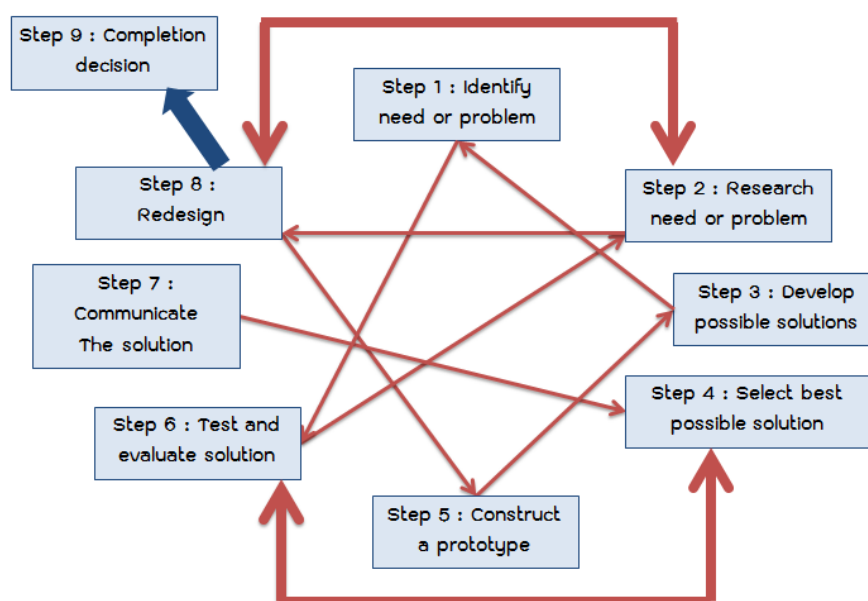 Step 9 : Completion
decision
Step 1 : Identify
need or problem
Step 8 :
Redesign
Step 2 : Research
need or problem
Step 7 :
Communicate
The solution
Step 3 : Develop
possible solutions
Step 4 : Select best
possible solution
Step 6 : Test and
evaluate solution
Step 5 : Construct
a prototype